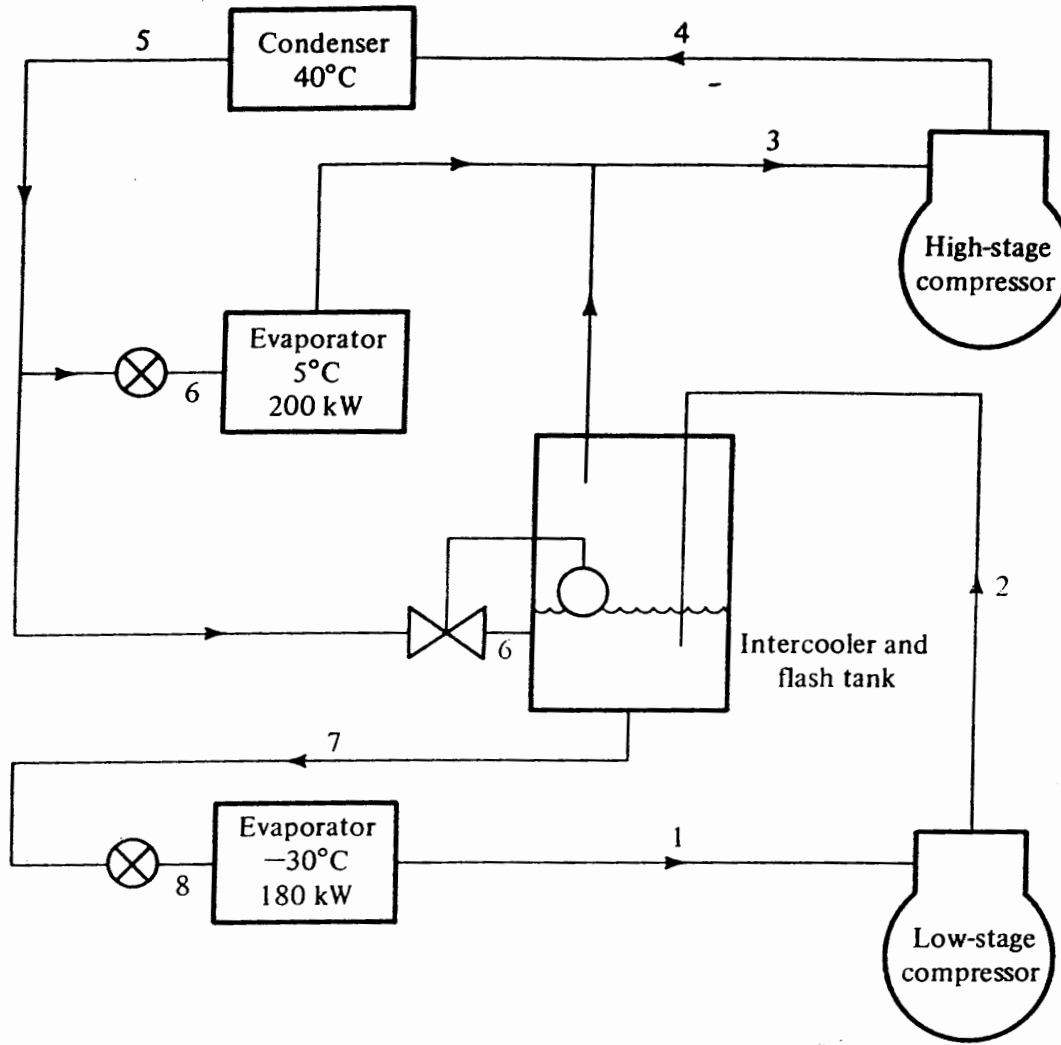 5
Condenser
40°C
4
3
High-stage
compressor
Evaporator
5°C
200 kW
6
2
6
Intercooler and
flash tank
7
Evaporator
−30°C
180 kW
8
1
Low-stage
compressor